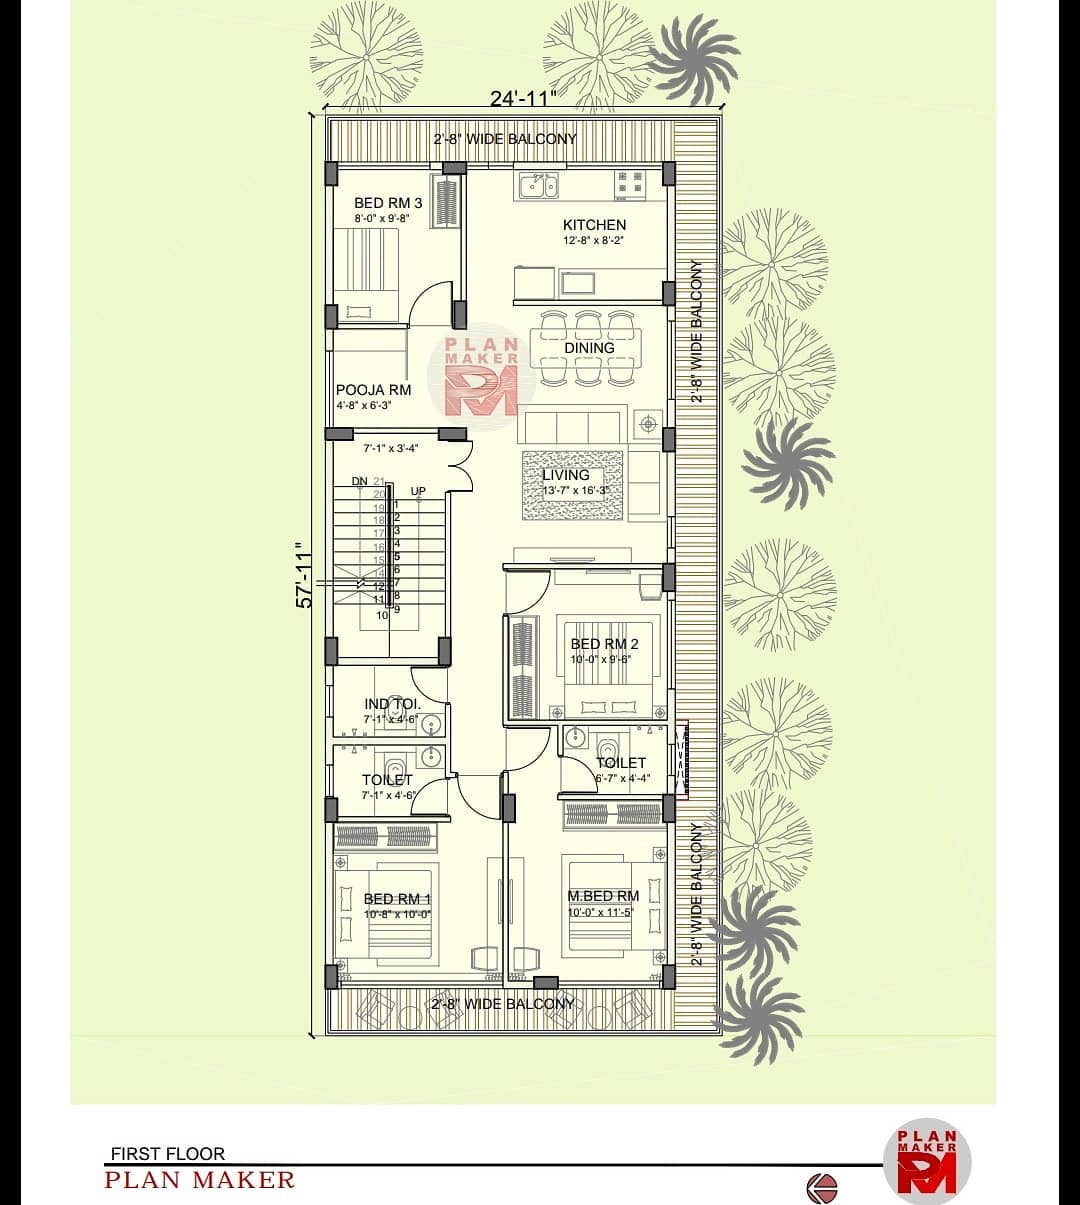 24'-11"
2'-8" WIDE BALCONY
BED RM 3
8'-0" x 9'-8"
KITCHEN
12'-8" x 8'-2"
2'-8" WIDE BALCONY
PLAN
MAKER
PM
DINING
POOJA RM
4'-8" x 6'-3"
7'-1" x 3'-4"
LIVING
13'-7" x 16'-3"
DN
UP
21
20
19
18
17
16
15
14
12
11
10
1
2
3
4
5
6
7
8
9
57'-11"
BED RM 2
10'-0" x 9'-6"
IND TOI.
7'-1" x 4'-6"
TOILET
7'-1" x 4'-6"
TOILET
6'-7" x 4'-4"
2'-8" WIDE BALCONY
BED RM 1
10'-8" x 10'-0"
M.BED RM
10'-0" x 11'-5"
2'-8" WIDE BALCONY
FIRST FLOOR
PLAN MAKER
PLAN
MAKER
PM